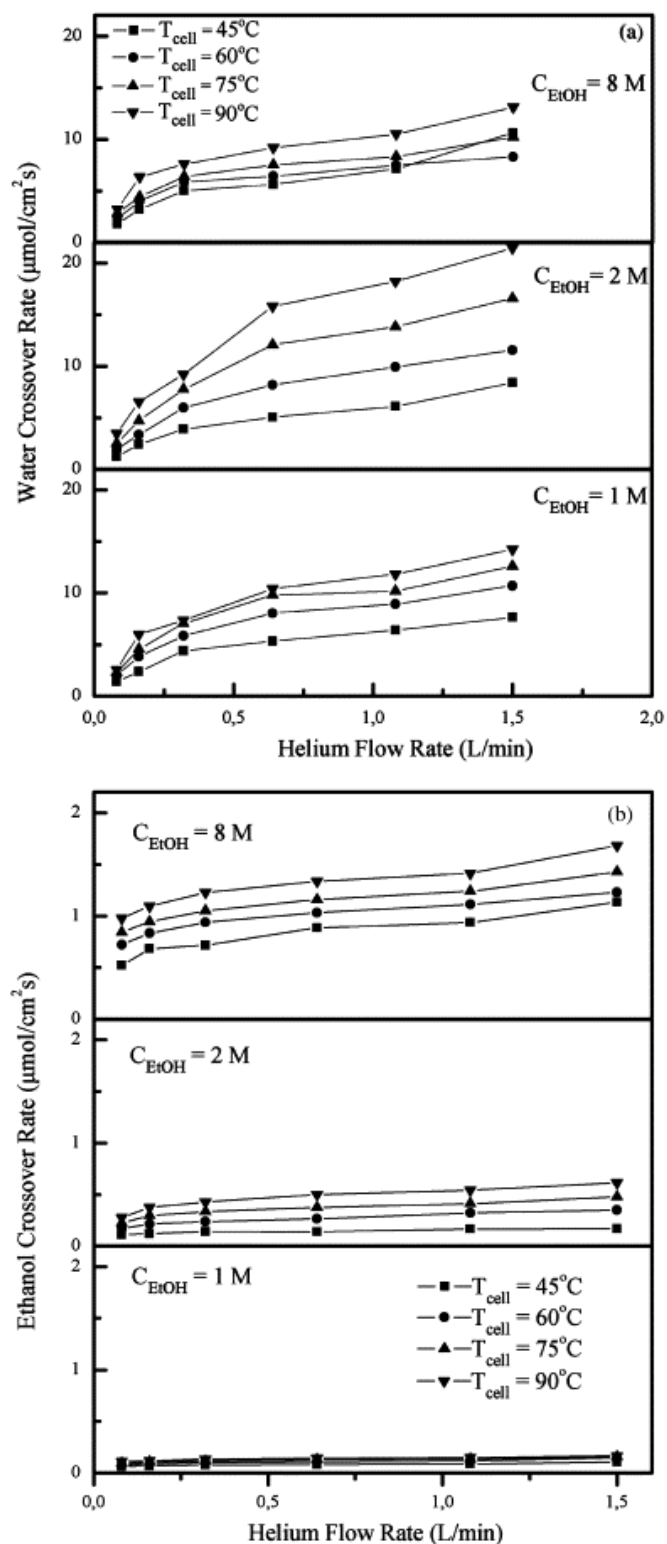 20
(a)
T_cell = 45°C
T_cell = 60°C
T_cell = 75°C
T_cell = 90°C
C_EtOH = 8 M
10
0
20
C_EtOH = 2 M
10
0
20
C_EtOH = 1 M
10
0
Water Crossover Rate (μmol/cm²s)
0,0 0,5 1,0 1,5 2,0
Helium Flow Rate (L/min)
2
(b)
C_EtOH = 8 M
1
0
2
C_EtOH = 2 M
1
0
2
C_EtOH = 1 M
T_cell = 45°C
T_cell = 60°C
T_cell = 75°C
T_cell = 90°C
1
0
Ethanol Crossover Rate (μmol/cm²s)
0,0 0,5 1,0 1,5
Helium Flow Rate (L/min)